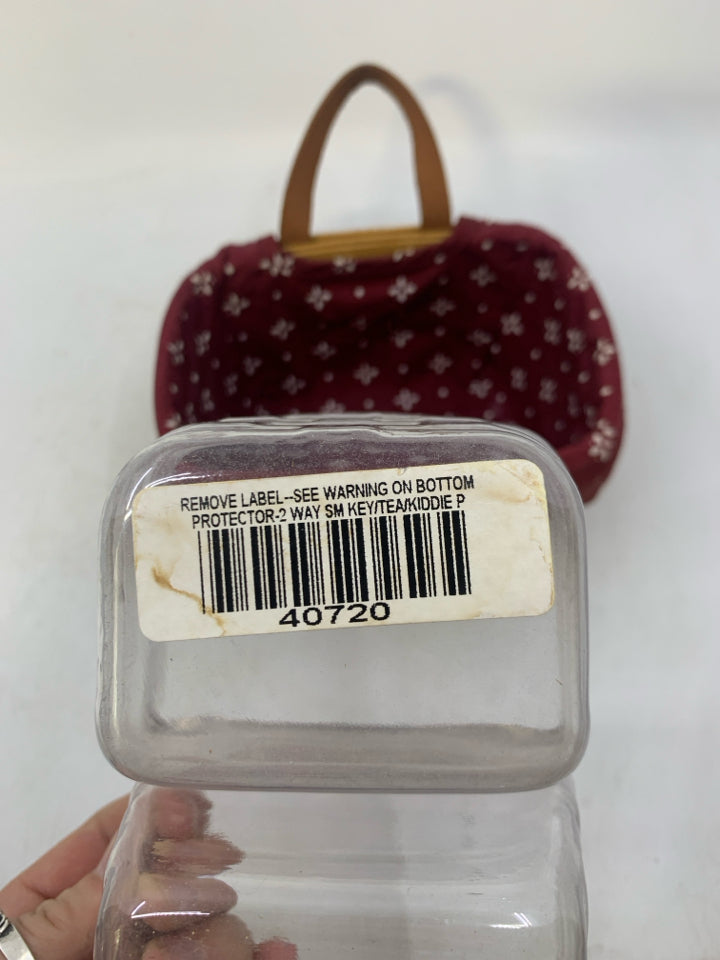 REMOVE LABEL--SEE WARNING ON BOTTOM
PROTECTOR-2 WAY SM KEY/TEA/KIDDIE P
40720